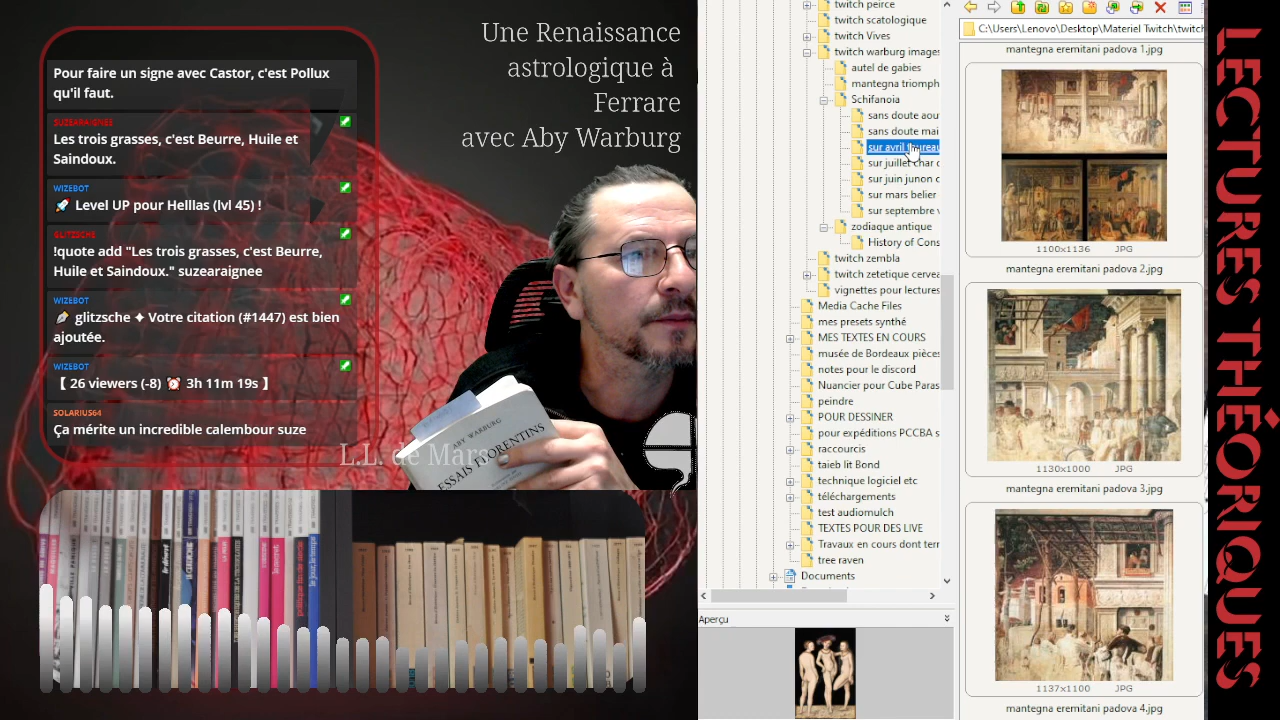 Une Renaissance
astrologique à
Ferrare
avec Aby Warburg
Pour faire un signe avec Castor, c'est Pollux
qu'il faut.
SUZEARAIGNEE
Les trois grasses, c'est Beurre, Huile et
Saindoux.
WIZEBOT
🚀 Level UP pour Helllas (lvl 45) !
GLITZSCHE
!quote add "Les trois grasses, c'est Beurre,
Huile et Saindoux." suzearaignee
WIZEBOT
glitzsche ✦ Votre citation (#1447) est bien
ajoutée.
WIZEBOT
【 26 viewers (-8) ⏰ 3h 11m 19s 】
SOLARIUS64
Ça mérite un incredible calembour suze
L.L. de Mars
ABY WARBURG
ESSAIS FLORENTINS
twitch peirce
twitch scatologique
twitch Vives
twitch warburg images
autel de gabies
mantegna triomph
Schifanoia
sans doute aou
sans doute mai
sur avril taureau
sur juillet char
sur juin junon c
sur mars belier
sur septembre v
zodiaque antique
History of Cons
twitch zembla
twitch zetetique cervea
vignettes pour lectures
Media Cache Files
mes presets synthé
MES TEXTES EN COURS
musée de Bordeaux pièces
notes pour le discord
Nuancier pour Cube Paras
peindre
POUR DESSINER
pour expéditions PCCBA s
raccourcis
taieb lit Bond
technique logiciel etc
téléchargements
test audiomulch
TEXTES POUR DES LIVE
Travaux en cours dont terr
tree raven
Documents
Aperçu
C:\Users\Lenovo\Desktop\Materiel Twitch\twitch
mantegna eremitani padova 1.jpg
1100x1136 JPG
mantegna eremitani padova 2.jpg
1130x1000 JPG
mantegna eremitani padova 3.jpg
1137x1100 JPG
mantegna eremitani padova 4.jpg
LECTURES THÉORIQUES